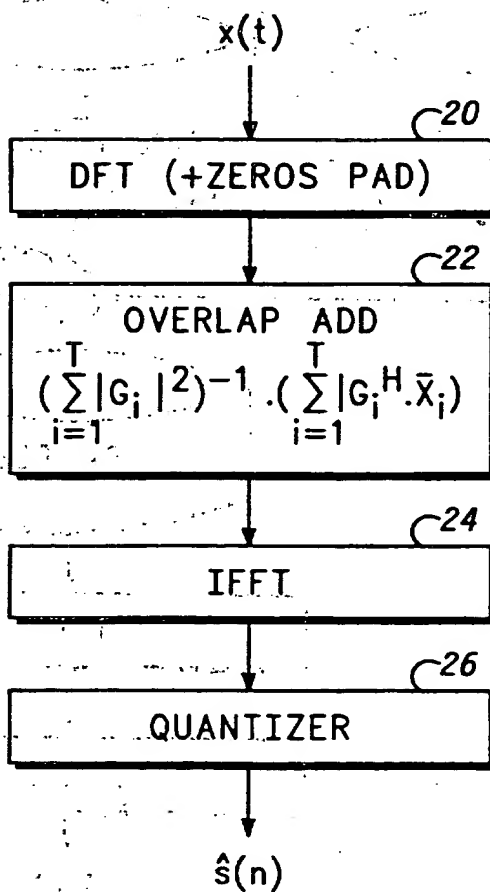 x(t)
20
DFT (+ZEROS PAD)
22
OVERLAP ADD
(∑_{i=1}^{T}|G_i|²)⁻¹ .(∑_{i=1}^{T}|G_i^H.X̄_i)
24
IFFT
26
QUANTIZER
ŝ(n)